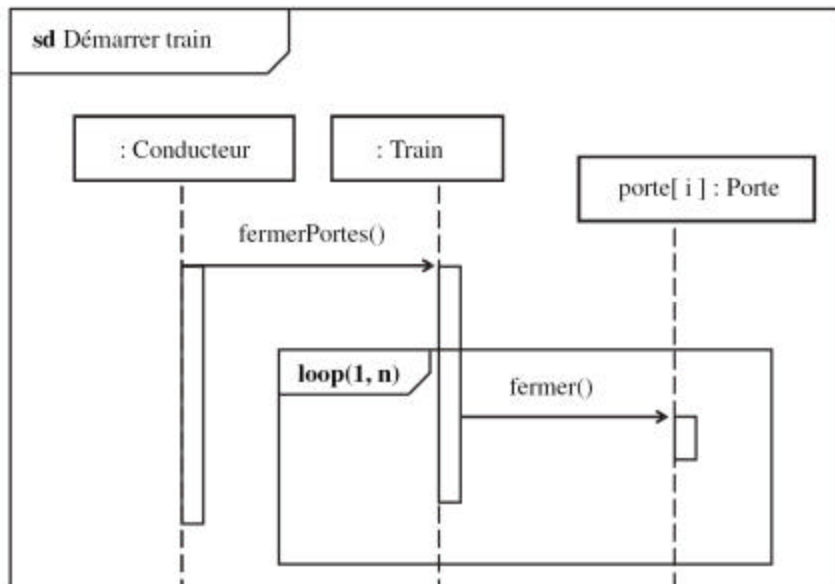 sd Démarrer train
: Conducteur
: Train
porte[ i ] : Porte
fermerPortes()
loop(1, n)
fermer()